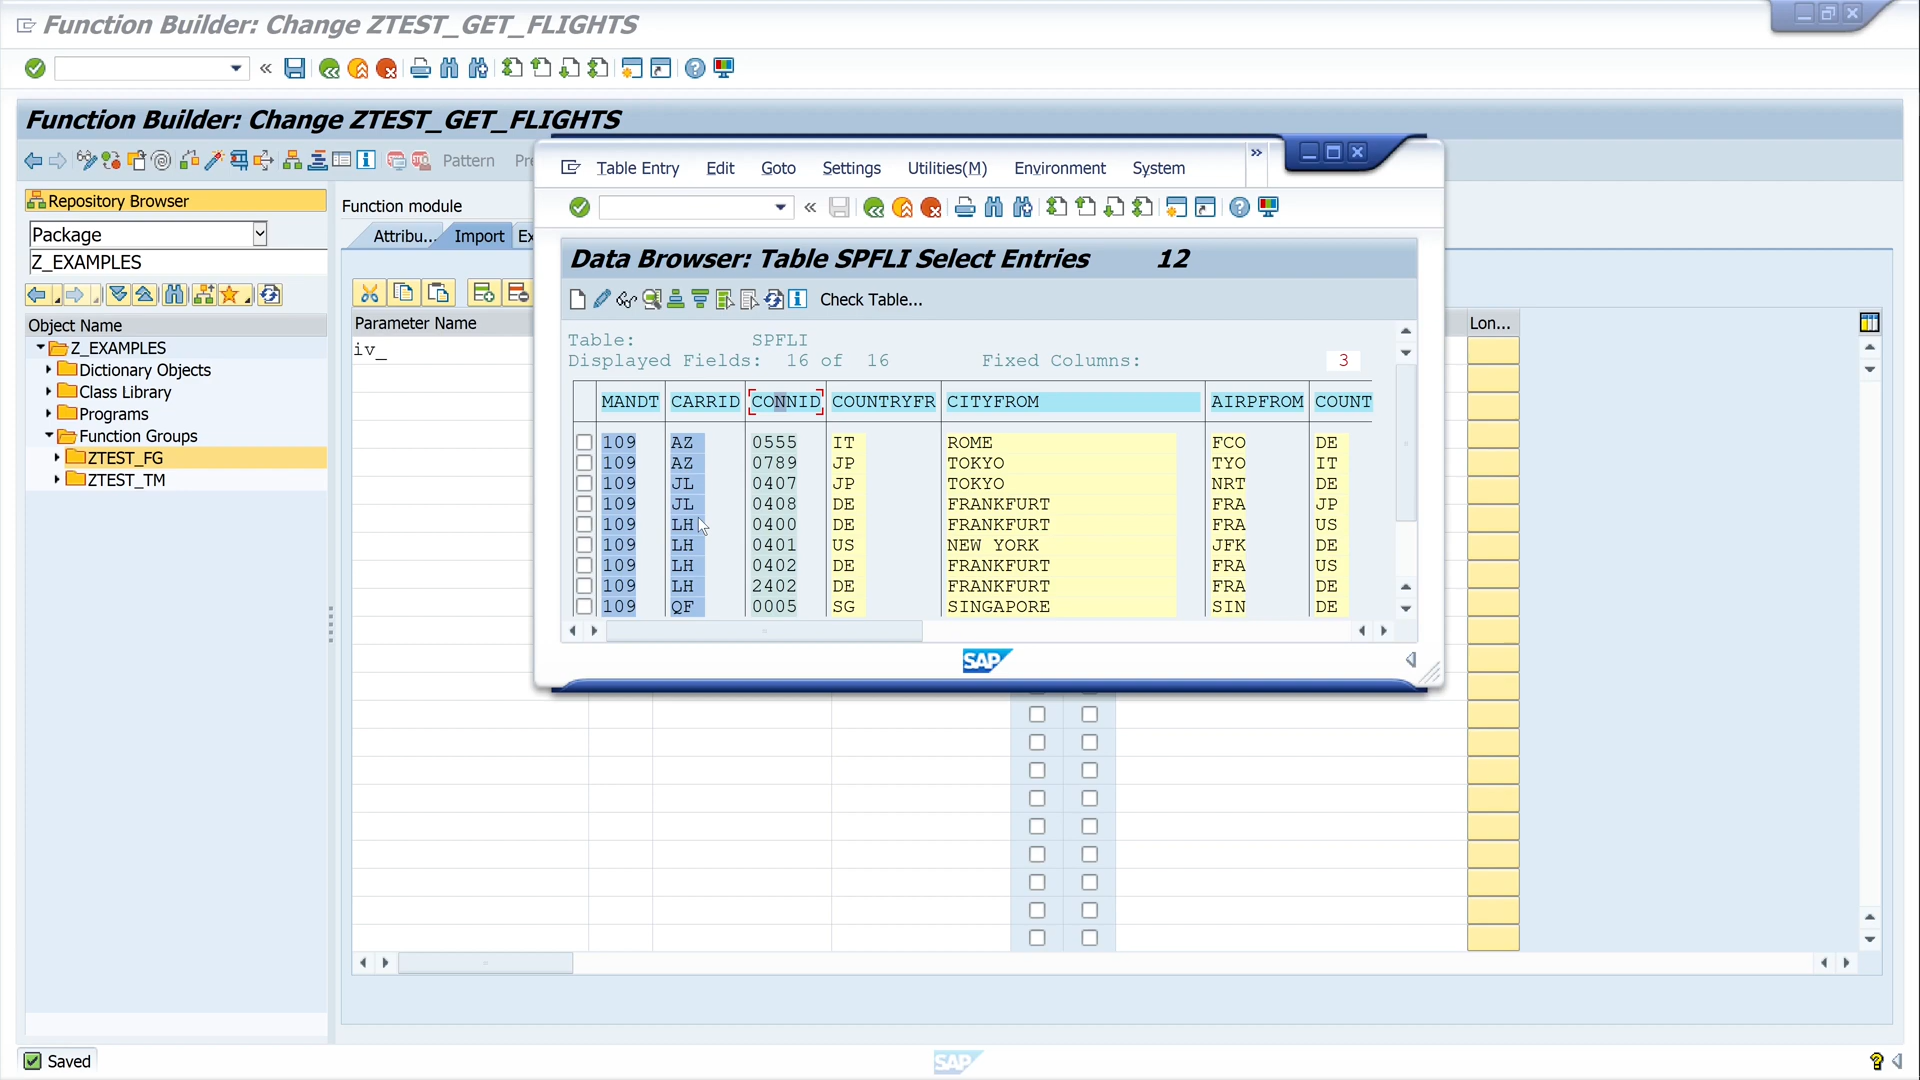 Function Builder: Change ZTEST_GET_FLIGHTS
Function Builder: Change ZTEST_GET_FLIGHTS
Pattern
Repository Browser
Package
Z_EXAMPLES
Object Name
Z_EXAMPLES
Dictionary Objects
Class Library
Programs
Function Groups
ZTEST_FG
ZTEST_TM
Function module
Attribu... Import Ex
Parameter Name
iv_
Lon...
Table Entry Edit Goto Settings Utilities(M) Environment System
Data Browser: Table SPFLI Select Entries 12
Check Table...
Table: SPFLI
Displayed Fields: 16 of 16 Fixed Columns: 3
MANDT CARRID CONNID COUNTRYFR CITYFROM AIRPFROM COUNT
109 AZ 0555 IT ROME FCO DE
109 AZ 0789 JP TOKYO TYO IT
109 JL 0407 JP TOKYO NRT DE
109 JL 0408 DE FRANKFURT FRA JP
109 LH 0400 DE FRANKFURT FRA US
109 LH 0401 US NEW YORK JFK DE
109 LH 0402 DE FRANKFURT FRA US
109 LH 2402 DE FRANKFURT FRA DE
109 QF 0005 SG SINGAPORE SIN DE
SAP
Saved
SAP